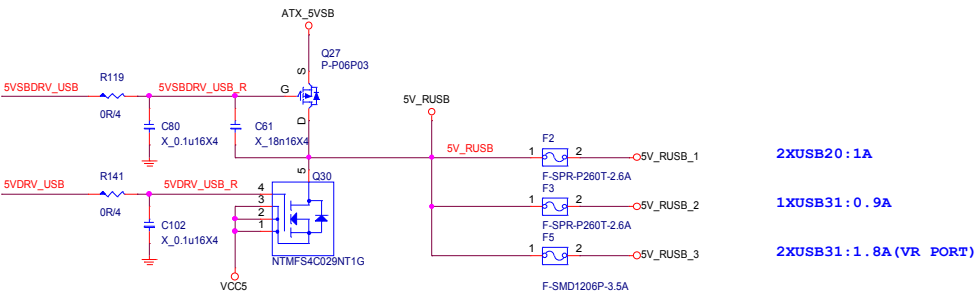 ATX_5VSB
Q27
P-P06P03
S
G
D
5VSBDRV_USB
R119
0R/4
5VSBDRV_USB_R
C80
X_0.1u16X4
C61
X_18n16X4
5V_RUSB
5V_RUSB
F2
1 2
5V_RUSB_1
2XUSB20:1A
F-SPR-P260T-2.6A
5VDRV_USB
R141
0R/4
5VDRV_USB_R
C102
X_0.1u16X4
5
Q30
4
3
2
1
NTMFS4C029NT1G
VCC5
F3
1 2
5V_RUSB_2
1XUSB31:0.9A
F-SPR-P260T-2.6A
F5
1 2
5V_RUSB_3
2XUSB31:1.8A(VR PORT)
F-SMD1206P-3.5A